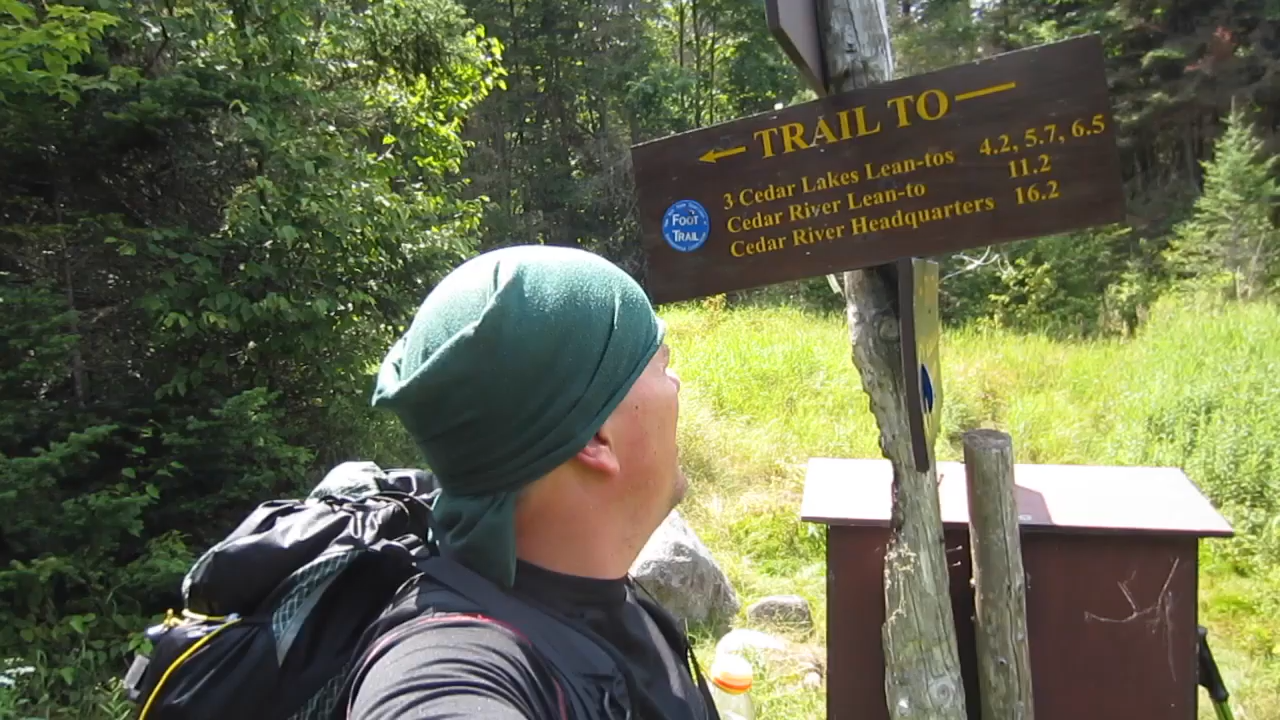 TRAIL TO
3 Cedar Lakes Lean-tos 4.2, 5.7, 6.5
Cedar River Lean-to 11.2
Cedar River Headquarters 16.2
FOOT
TRAIL